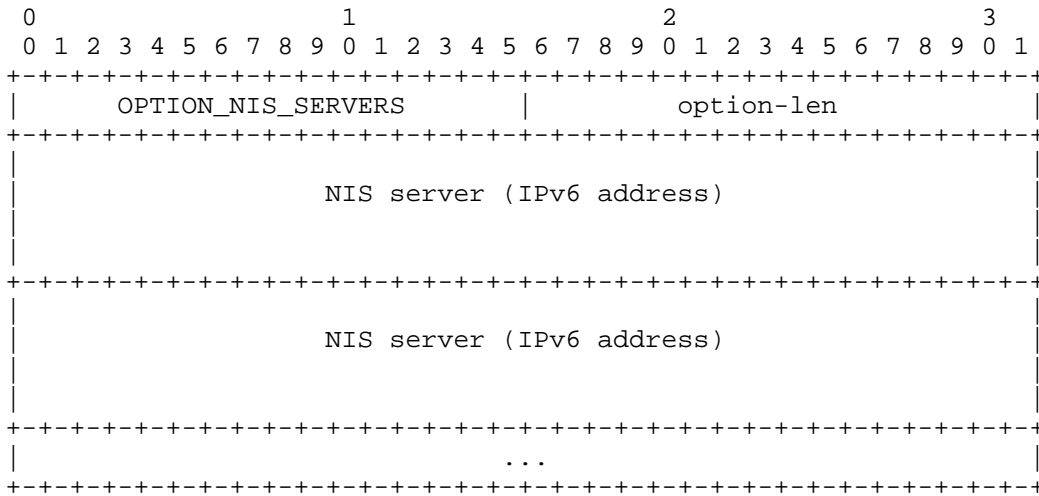 0                   1                   2                   3
 0 1 2 3 4 5 6 7 8 9 0 1 2 3 4 5 6 7 8 9 0 1 2 3 4 5 6 7 8 9 0 1
+-+-+-+-+-+-+-+-+-+-+-+-+-+-+-+-+-+-+-+-+-+-+-+-+-+-+-+-+-+-+-+-+
|      OPTION_NIS_SERVERS       |         option-len            |
+-+-+-+-+-+-+-+-+-+-+-+-+-+-+-+-+-+-+-+-+-+-+-+-+-+-+-+-+-+-+-+-+
|                                                               |
|                   NIS server (IPv6 address)                   |
|                                                               |
|                                                               |
+-+-+-+-+-+-+-+-+-+-+-+-+-+-+-+-+-+-+-+-+-+-+-+-+-+-+-+-+-+-+-+-+
|                                                               |
|                   NIS server (IPv6 address)                   |
|                                                               |
|                                                               |
+-+-+-+-+-+-+-+-+-+-+-+-+-+-+-+-+-+-+-+-+-+-+-+-+-+-+-+-+-+-+-+-+
|                              ...                              |
+-+-+-+-+-+-+-+-+-+-+-+-+-+-+-+-+-+-+-+-+-+-+-+-+-+-+-+-+-+-+-+-+